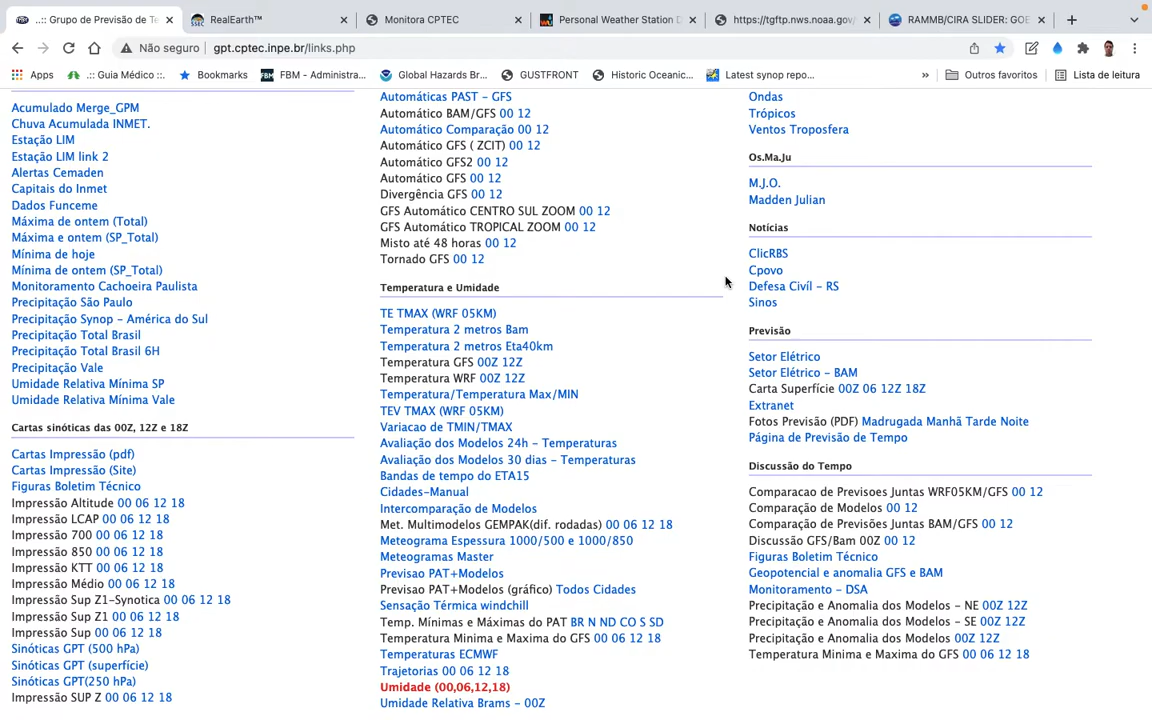 ..:: Grupo de Previsão de Te
RealEarth™
Monitora CPTEC
Personal Weather Station D
https://tgftp.nws.noaa.gov/
RAMMB/CIRA SLIDER: GOE
Não seguro
gpt.cptec.inpe.br/links.php
Apps
.:: Guia Médico ::.
Bookmarks
FBM - Administra...
Global Hazards Br...
GUSTFRONT
Historic Oceanic...
Latest synop repo...
»
Outros favoritos
Lista de leitura
Acumulado Merge_GPM
Chuva Acumulada INMET.
Estação LIM
Estação LIM link 2
Alertas Cemaden
Capitais do Inmet
Dados Funceme
Máxima de ontem (Total)
Máxima e ontem (SP_Total)
Mínima de hoje
Mínima de ontem (SP_Total)
Monitoramento Cachoeira Paulista
Precipitação São Paulo
Precipitação Synop - América do Sul
Precipitação Total Brasil
Precipitação Total Brasil 6H
Precipitação Vale
Umidade Relativa Mínima SP
Umidade Relativa Mínima Vale
Cartas sinóticas das 00Z, 12Z e 18Z
Cartas Impressão (pdf)
Cartas Impressão (Site)
Figuras Boletim Técnico
Impressão Altitude 00 06 12 18
Impressão LCAP 00 06 12 18
Impressão 700 00 06 12 18
Impressão 850 00 06 12 18
Impressão KTT 00 06 12 18
Impressão Médio 00 06 12 18
Impressão Sup Z1-Synotica 00 06 12 18
Impressão Sup Z1 00 06 12 18
Impressão Sup 00 06 12 18
Sinóticas GPT (500 hPa)
Sinóticas GPT (superfície)
Sinóticas GPT(250 hPa)
Impressão SUP Z 00 06 12 18
Automáticas PAST - GFS
Automático BAM/GFS 00 12
Automático Comparação 00 12
Automático GFS ( ZCIT) 00 12
Automático GFS2 00 12
Automático GFS 00 12
Divergência GFS 00 12
GFS Automático CENTRO SUL ZOOM 00 12
GFS Automático TROPICAL ZOOM 00 12
Misto até 48 horas 00 12
Tornado GFS 00 12
Temperatura e Umidade
TE TMAX (WRF 05KM)
Temperatura 2 metros Bam
Temperatura 2 metros Eta40km
Temperatura GFS 00Z 12Z
Temperatura WRF 00Z 12Z
Temperatura/Temperatura Max/MIN
TEV TMAX (WRF 05KM)
Variacao de TMIN/TMAX
Avaliação dos Modelos 24h - Temperaturas
Avaliação dos Modelos 30 dias - Temperaturas
Bandas de tempo do ETA15
Cidades-Manual
Intercomparação de Modelos
Met. Multimodelos GEMPAK(dif. rodadas) 00 06 12 18
Meteograma Espessura 1000/500 e 1000/850
Meteogramas Master
Previsao PAT+Modelos
Previsao PAT+Modelos (gráfico) Todos Cidades
Sensação Térmica windchill
Temp. Mínimas e Máximas do PAT BR N ND CO S SD
Temperatura Minima e Maxima do GFS 00 06 12 18
Temperaturas ECMWF
Trajetorias 00 06 12 18
Umidade (00,06,12,18)
Umidade Relativa Brams - 00Z
Ondas
Trópicos
Ventos Troposfera
Os.Ma.Ju
M.J.O.
Madden Julian
Notícias
ClicRBS
Cpovo
Defesa Civíl - RS
Sinos
Previsão
Setor Elétrico
Setor Elétrico - BAM
Carta Superfície 00Z 06 12Z 18Z
Extranet
Fotos Previsão (PDF) Madrugada Manhã Tarde Noite
Página de Previsão de Tempo
Discussão do Tempo
Comparacao de Previsoes Juntas WRF05KM/GFS 00 12
Comparação de Modelos 00 12
Comparação de Previsões Juntas BAM/GFS 00 12
Discussão GFS/Bam 00Z 00 12
Figuras Boletim Técnico
Geopotencial e anomalia GFS e BAM
Monitoramento - DSA
Precipitação e Anomalia dos Modelos - NE 00Z 12Z
Precipitação e Anomalia dos Modelos - SE 00Z 12Z
Precipitação e Anomalia dos Modelos 00Z 12Z
Temperatura Minima e Maxima do GFS 00 06 12 18